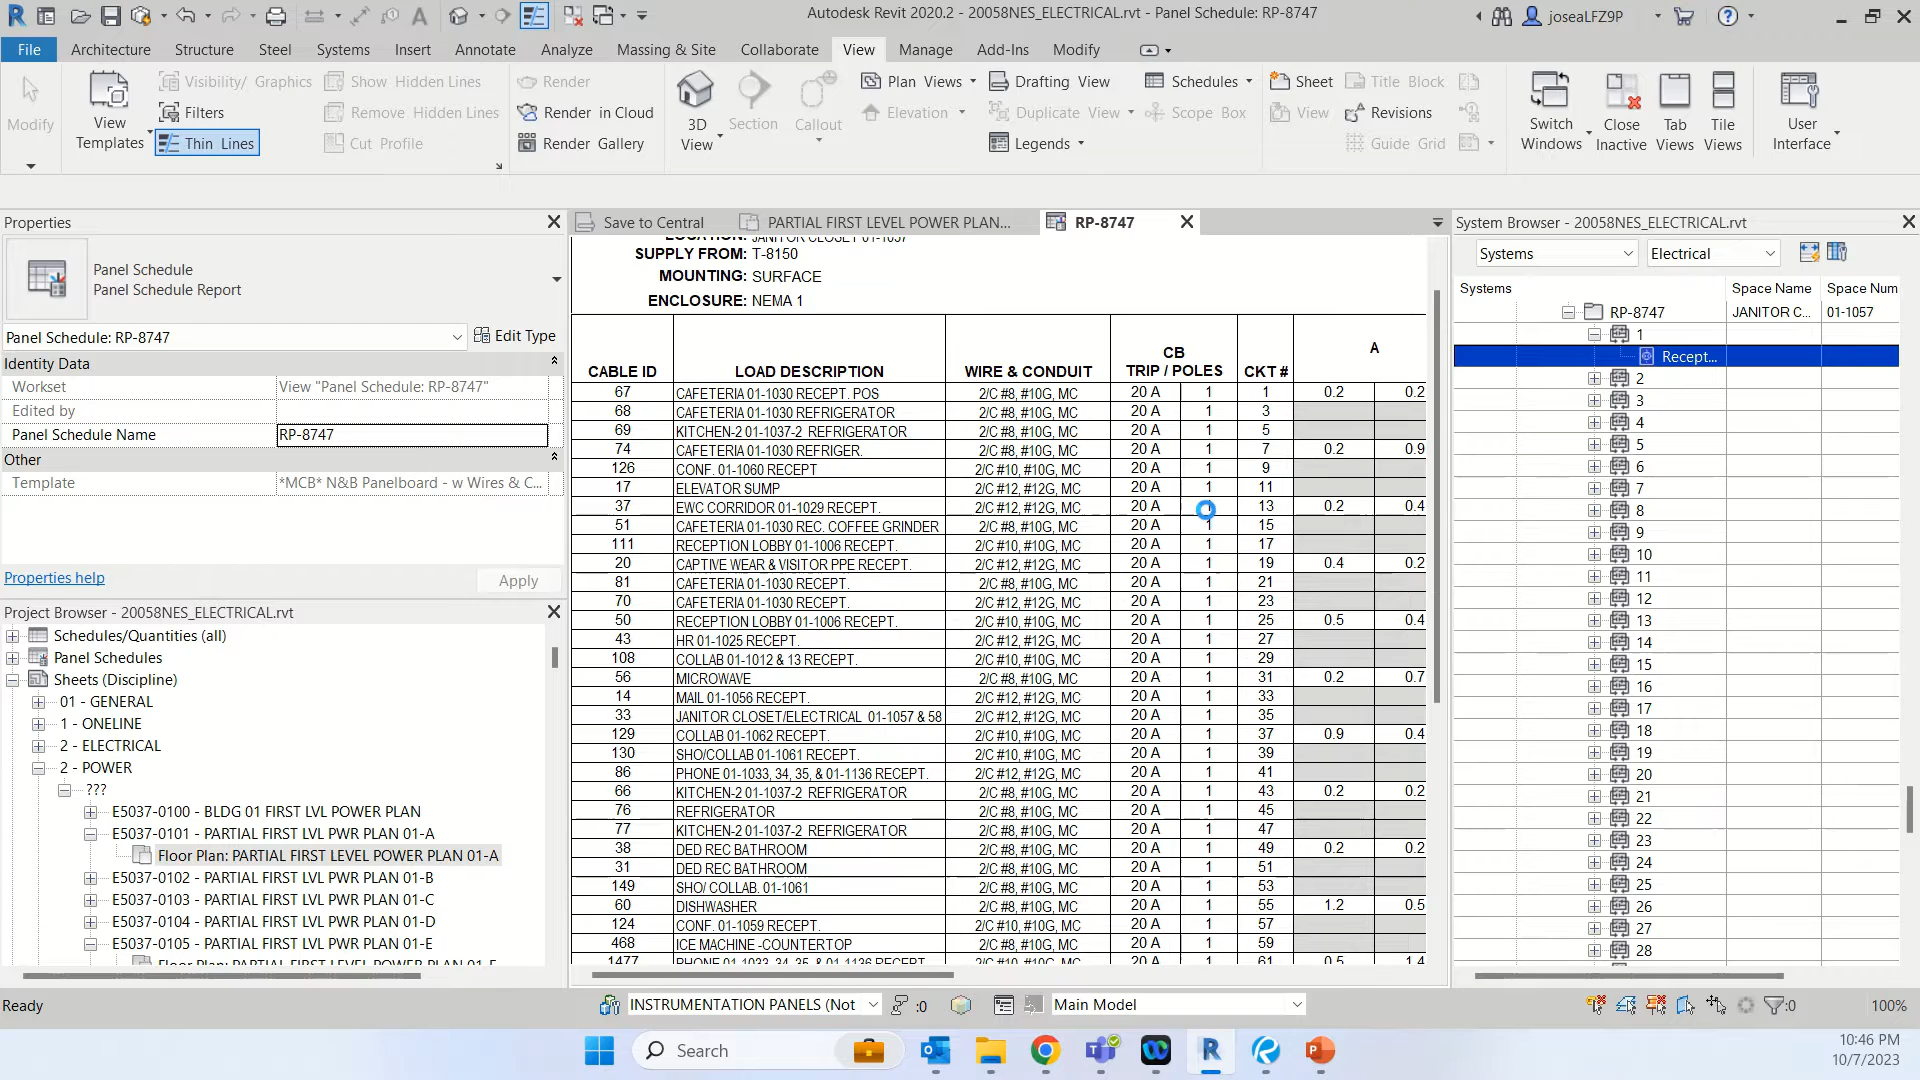 Autodesk Revit 2020.2 - 20058NES_ELECTRICAL.rvt - Panel Schedule: RP-8747
josealFZ9P
File Architecture Structure Steel Systems Insert Annotate Analyze Massing & Site Collaborate View Manage Add-Ins Modify
Modify
View Templates
Visibility/ Graphics
Filters
Thin Lines
Show Hidden Lines
Remove Hidden Lines
Cut Profile
Render
Render in Cloud
Render Gallery
3D View
Section
Callout
Plan Views
Elevation
Drafting View
Duplicate View
Legends
Schedules
Scope Box
Sheet
View
Title Block
Revisions
Guide Grid
Switch Windows
Close Inactive
Tab Views
Tile Views
User Interface
Properties
Panel Schedule
Panel Schedule Report
Panel Schedule: RP-8747
Edit Type
Identity Data
Workset View "Panel Schedule: RP-8747"
Edited by
Panel Schedule Name RP-8747
Other
Template *MCB* N&B Panelboard - w Wires & C...
Properties help
Apply
Project Browser - 20058NES_ELECTRICAL.rvt
Schedules/Quantities (all)
Panel Schedules
Sheets (Discipline)
01 - GENERAL
1 - ONELINE
2 - ELECTRICAL
2 - POWER
???
E5037-0100 - BLDG 01 FIRST LVL POWER PLAN
E5037-0101 - PARTIAL FIRST LVL PWR PLAN 01-A
Floor Plan: PARTIAL FIRST LEVEL POWER PLAN 01-A
E5037-0102 - PARTIAL FIRST LVL PWR PLAN 01-B
E5037-0103 - PARTIAL FIRST LVL PWR PLAN 01-C
E5037-0104 - PARTIAL FIRST LVL PWR PLAN 01-D
E5037-0105 - PARTIAL FIRST LVL PWR PLAN 01-E
Floor Plan: PARTIAL FIRST LEVEL POWER PLAN 01-E
Save to Central
PARTIAL FIRST LEVEL POWER PLAN...
RP-8747
LOCATION: JANITOR CLOSET 01-1057
SUPPLY FROM: T-8150
MOUNTING: SURFACE
ENCLOSURE: NEMA 1
CABLE ID LOAD DESCRIPTION WIRE & CONDUIT CB TRIP / POLES CKT # A
67 CAFETERIA 01-1030 RECEPT. POS 2/C #8, #10G, MC 20 A 1 1 0.2 0.2
68 CAFETERIA 01-1030 REFRIGERATOR 2/C #8, #10G, MC 20 A 1 3
69 KITCHEN-2 01-1037-2 REFRIGERATOR 2/C #8, #10G, MC 20 A 1 5
74 CAFETERIA 01-1030 REFRIGER. 2/C #8, #10G, MC 20 A 1 7 0.2 0.9
126 CONF. 01-1060 RECEPT 2/C #10, #10G, MC 20 A 1 9
17 ELEVATOR SUMP 2/C #12, #12G, MC 20 A 1 11
37 EWC CORRIDOR 01-1029 RECEPT. 2/C #12, #12G, MC 20 A 13 0.2 0.4
51 CAFETERIA 01-1030 REC. COFFEE GRINDER 2/C #8, #10G, MC 20 A 1 15
111 RECEPTION LOBBY 01-1006 RECEPT. 2/C #10, #10G, MC 20 A 1 17
20 CAPTIVE WEAR & VISITOR PPE RECEPT. 2/C #12, #12G, MC 20 A 1 19 0.4 0.2
81 CAFETERIA 01-1030 RECEPT. 2/C #8, #10G, MC 20 A 1 21
70 CAFETERIA 01-1030 RECEPT. 2/C #12, #12G, MC 20 A 1 23
50 RECEPTION LOBBY 01-1006 RECEPT. 2/C #10, #10G, MC 20 A 1 25 0.5 0.4
43 HR 01-1025 RECEPT. 2/C #12, #12G, MC 20 A 1 27
108 COLLAB 01-1012 & 13 RECEPT. 2/C #10, #10G, MC 20 A 1 29
56 MICROWAVE 2/C #8, #10G, MC 20 A 1 31 0.2 0.7
14 MAIL 01-1056 RECEPT. 2/C #12, #12G, MC 20 A 1 33
33 JANITOR CLOSET/ELECTRICAL 01-1057 & 58 2/C #12, #12G, MC 20 A 1 35
129 COLLAB 01-1062 RECEPT. 2/C #10, #10G, MC 20 A 1 37 0.9 0.4
130 SHO/COLLAB 01-1061 RECEPT. 2/C #10, #10G, MC 20 A 1 39
86 PHONE 01-1033, 34, 35, & 01-1136 RECEPT. 2/C #12, #12G, MC 20 A 1 41
66 KITCHEN-2 01-1037-2 REFRIGERATOR 2/C #8, #10G, MC 20 A 1 43 0.2 0.2
76 REFRIGERATOR 2/C #8, #10G, MC 20 A 1 45
77 KITCHEN-2 01-1037-2 REFRIGERATOR 2/C #8, #10G, MC 20 A 1 47
38 DED REC BATHROOM 2/C #8, #10G, MC 20 A 1 49 0.2 0.2
31 DED REC BATHROOM 2/C #8, #10G, MC 20 A 1 51
149 SHO/ COLLAB. 01-1061 2/C #8, #10G, MC 20 A 1 53
60 DISHWASHER 2/C #8, #10G, MC 20 A 1 55 1.2 0.5
124 CONF. 01-1059 RECEPT. 2/C #8, #10G, MC 20 A 1 57
468 ICE MACHINE -COUNTERTOP 2/C #8, #10G, MC 20 A 1 59
1477 PHONE 01-1033, 34, 35, & 01-1136 RECEPT. 2/C #10, #10G, MC 20 A 1 61 0.5 1.4
System Browser - 20058NES_ELECTRICAL.rvt
Systems Electrical
Systems Space Name Space Num
RP-8747 JANITOR C... 01-1057
1
Recept...
2
3
4
5
6
7
8
9
10
11
12
13
14
15
16
17
18
19
20
21
22
23
24
25
26
27
28
Ready
INSTRUMENTATION PANELS (Not
:0
Main Model
:0
100%
Search
10:46 PM
10/7/2023